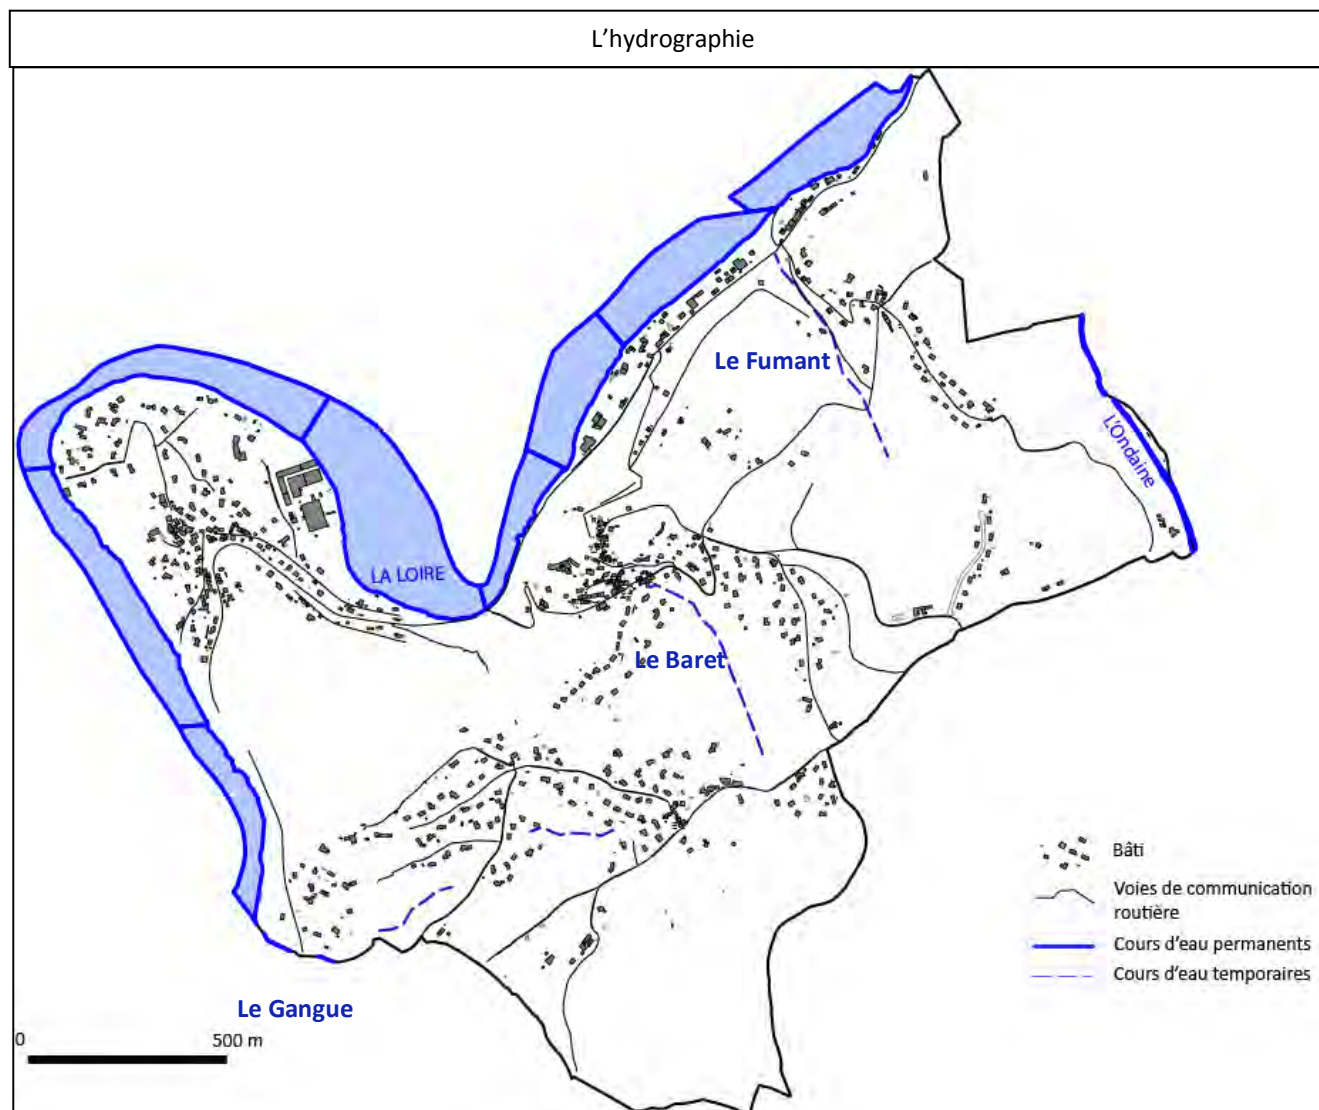 L'hydrographie
Le Fumant
L'Ondaine
LA LOIRE
Le Baret
Bâti
Voies de communication
routière
Cours d'eau permanents
Cours d'eau temporaires
Le Gangue
0
500 m